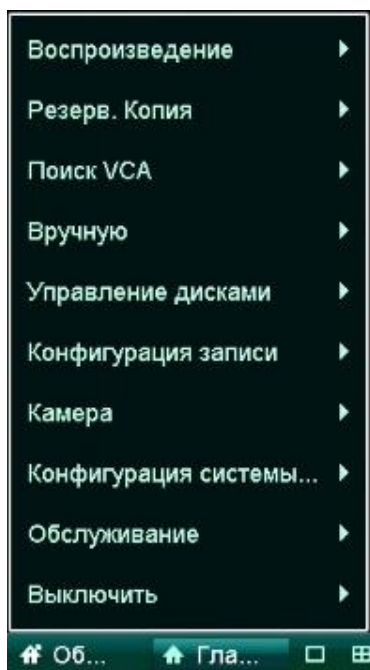 Воспроизведение
Резерв. Копия
Поиск VCA
Вручную
Управление дисками
Конфигурация записи
Камера
Конфигурация системы...
Обслуживание
Выключить
Об... Гла...